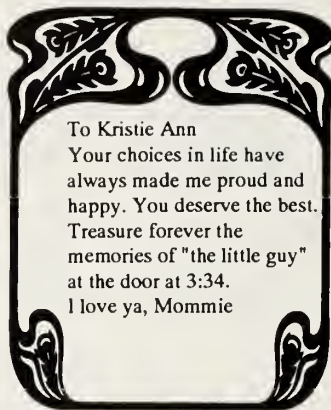 To Kristie Ann
Your choices in life have
always made me proud and
happy. You deserve the best.
Treasure forever the
memories of "the little guy"
at the door at 3:34.
I love ya, Mommie